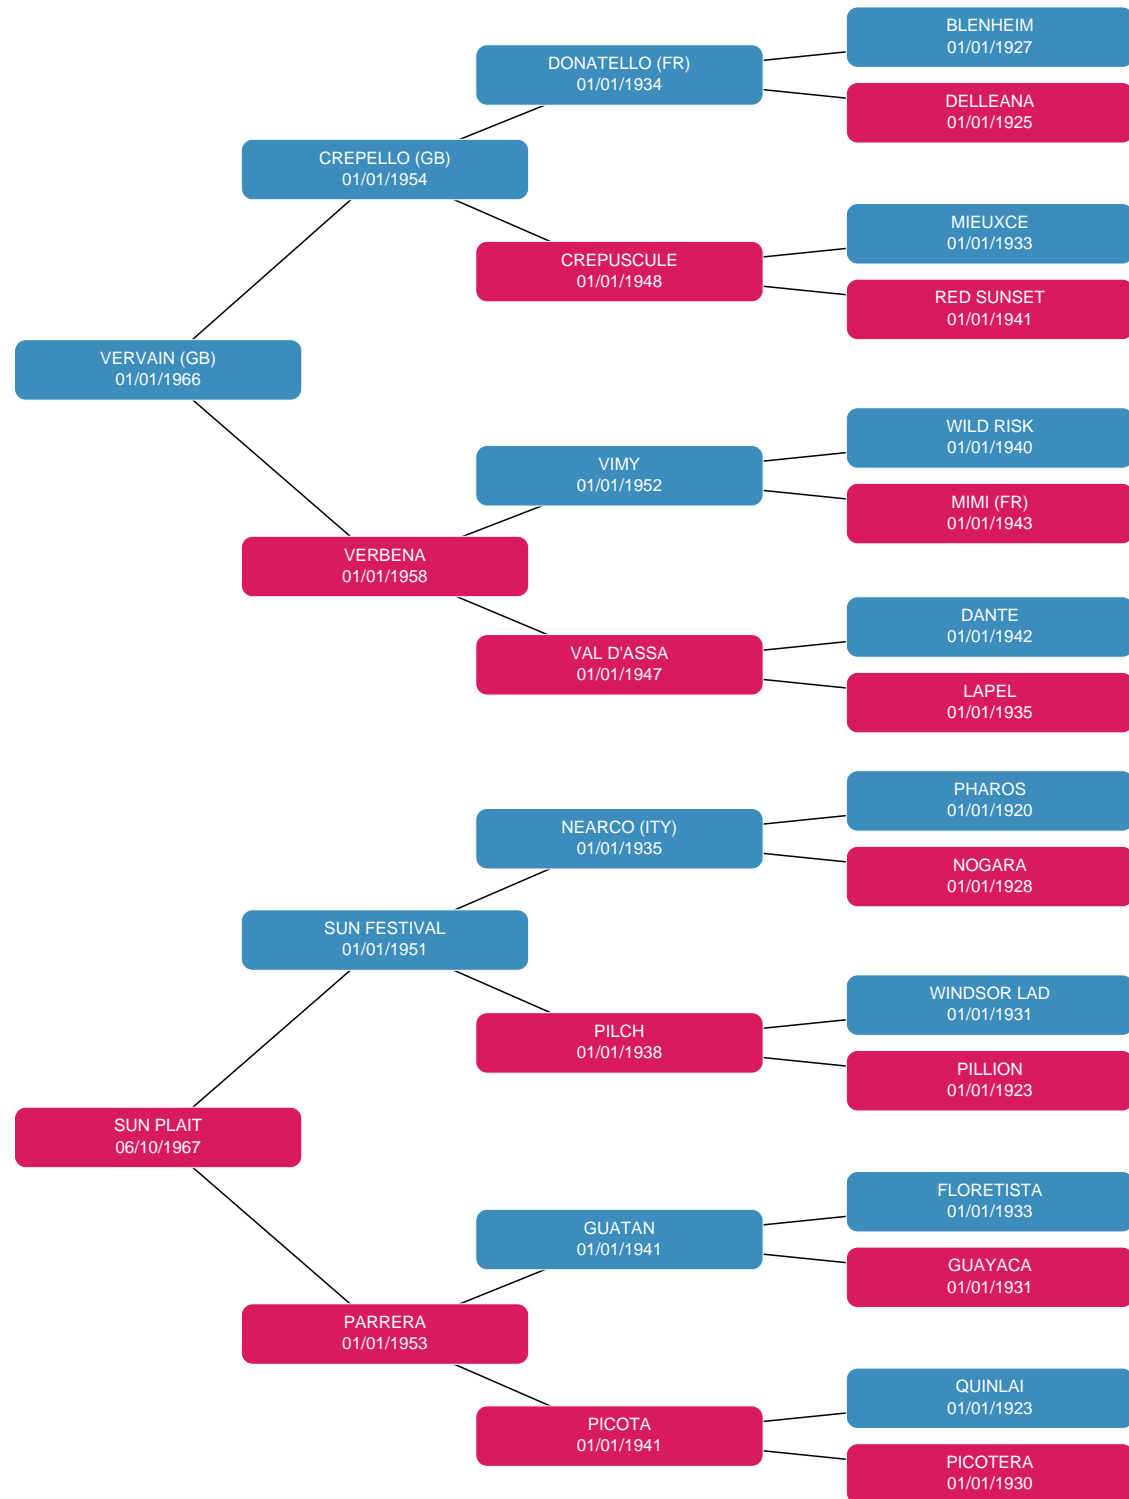 BLENHEIM
01/01/1927
DONATELLO (FR)
01/01/1934
DELLEANA
01/01/1925
CREPELLO (GB)
01/01/1954
MIEUXCE
01/01/1933
CREPUSCULE
01/01/1948
RED SUNSET
01/01/1941
VERVAIN (GB)
01/01/1966
WILD RISK
01/01/1940
VIMY
01/01/1952
MIMI (FR)
01/01/1943
VERBENA
01/01/1958
DANTE
01/01/1942
VAL D'ASSA
01/01/1947
LAPEL
01/01/1935
PHAROS
01/01/1920
NEARCO (ITY)
01/01/1935
NOGARA
01/01/1928
SUN FESTIVAL
01/01/1951
WINDSOR LAD
01/01/1931
PILCH
01/01/1938
PILLION
01/01/1923
SUN PLAIT
06/10/1967
FLORETISTA
01/01/1933
GUATAN
01/01/1941
GUAYACA
01/01/1931
PARRERA
01/01/1953
QUINLAI
01/01/1923
PICOTA
01/01/1941
PICOTERA
01/01/1930